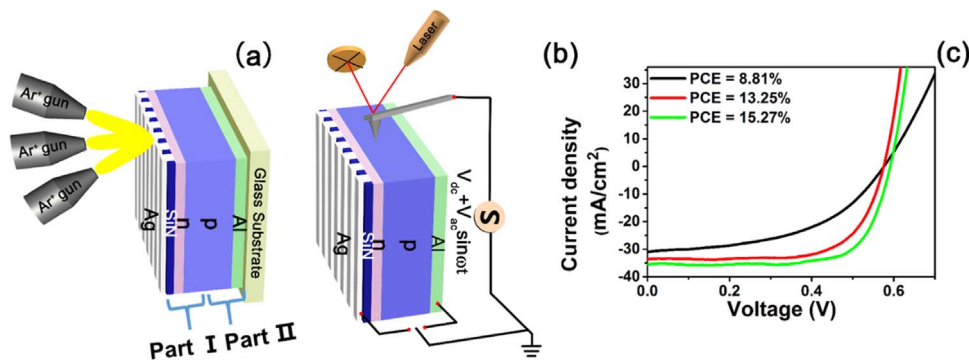 (a)
Ar⁺ gun
Ar⁺ gun
Ar⁺ gun
Ag
SiN
n
p
Al
Glass Substrate
Part I Part II
(b)
Laser
Ag
SiN
n
p
Al
V_dc+V_ac sinωt
S
(c)
PCE = 8.81%
PCE = 13.25%
PCE = 15.27%
Current density
(mA/cm²)
30
20
10
0
-10
-20
-30
-40
0.0 0.2 0.4 0.6
Voltage (V)